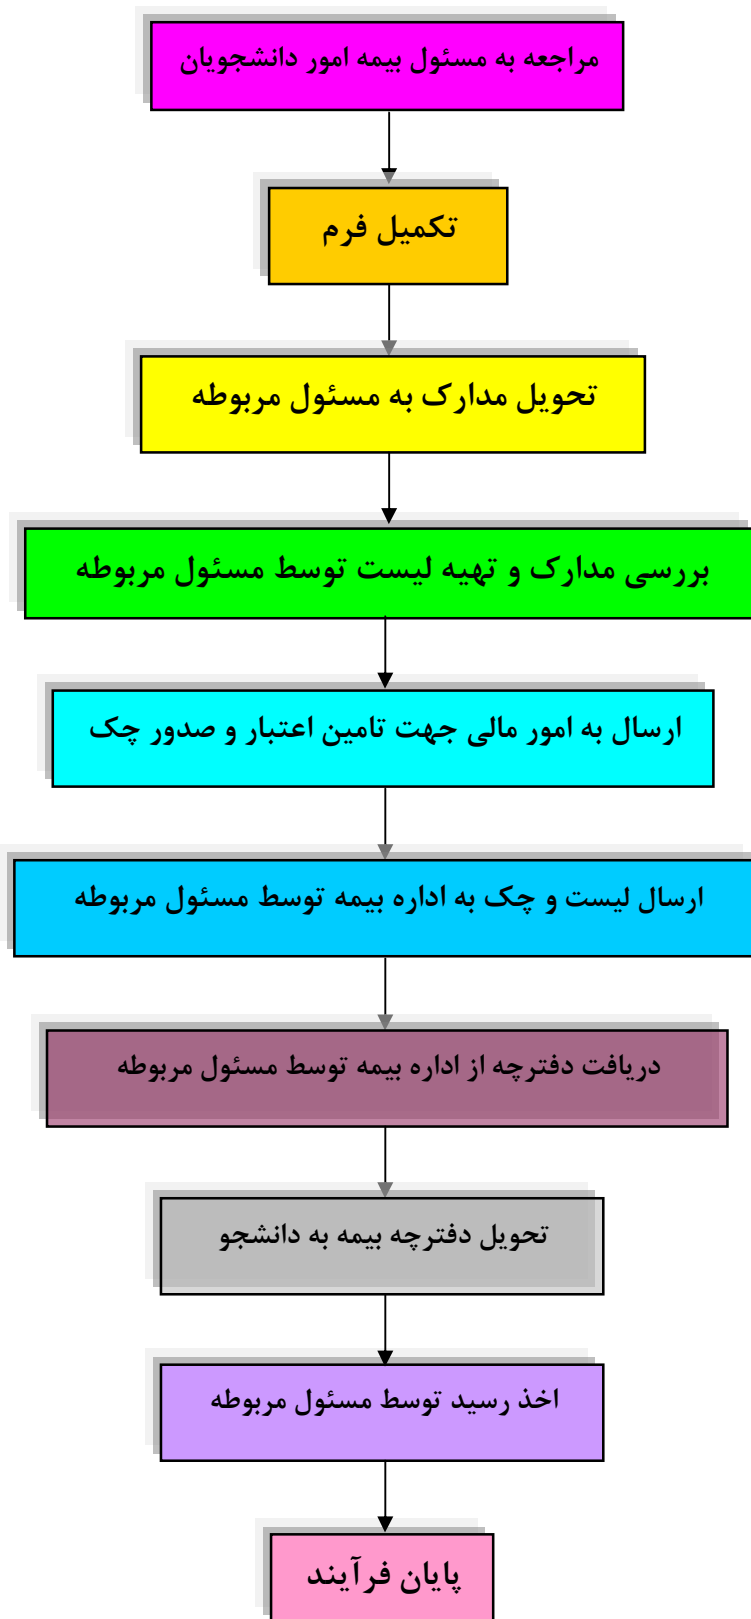 مراجعه به مسئول بیمه امور دانشجویان
تکمیل فرم
تحویل مدارک به مسئول مربوطه
بررسی مدارک و تهیه لیست توسط مسئول مربوطه
ارسال به امور مالی جهت تامین اعتبار و صدور چک
ارسال لیست و چک به اداره بیمه توسط مسئول مربوطه
دریافت دفترچه از اداره بیمه توسط مسئول مربوطه
تحویل دفترچه بیمه به دانشجو
اخذ رسید توسط مسئول مربوطه
پایان فرآیند